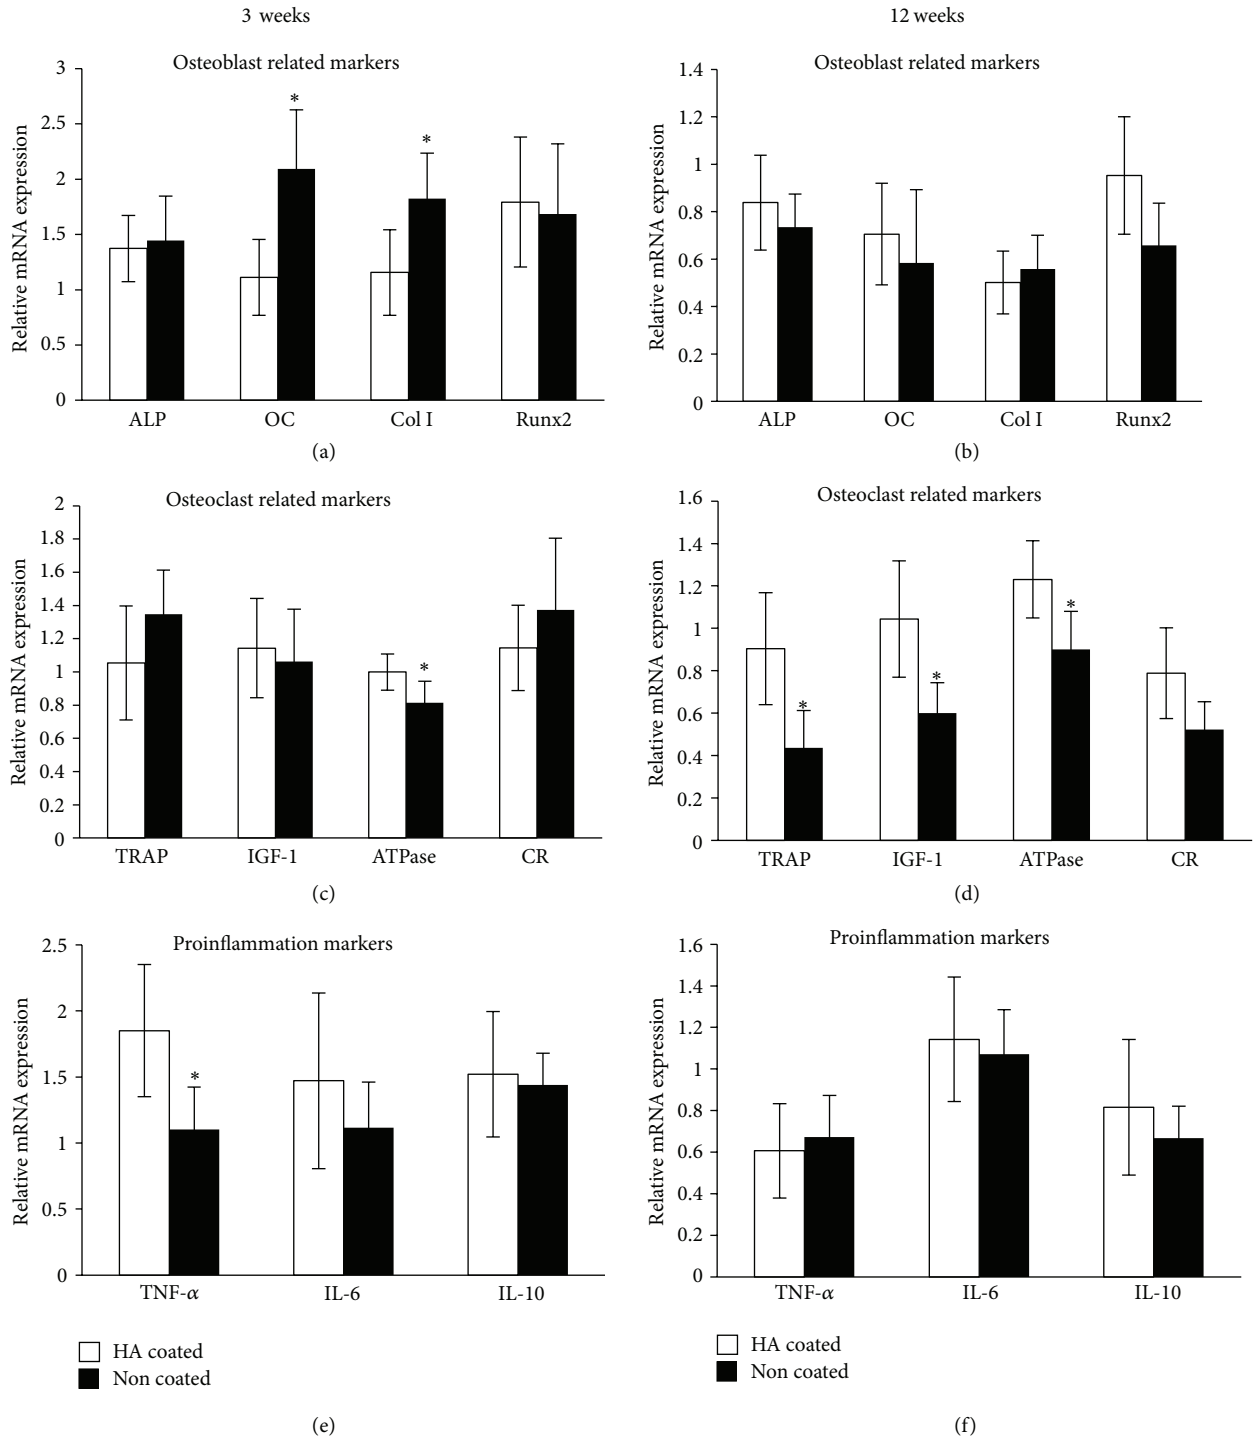 3 weeks
12 weeks
Osteoblast related markers
Relative mRNA expression
3
2.5
2
1.5
1
0.5
0
*
*
ALP OC Col I Runx2
(a)
Osteoblast related markers
Relative mRNA expression
1.4
1.2
1
0.8
0.6
0.4
0.2
0
ALP OC Col I Runx2
(b)
Osteoclast related markers
Relative mRNA expression
2
1.8
1.6
1.4
1.2
1
0.8
0.6
0.4
0.2
0
*
TRAP IGF-1 ATPase CR
(c)
Osteoclast related markers
Relative mRNA expression
1.6
1.4
1.2
1
0.8
0.6
0.4
0.2
0
*
*
*
TRAP IGF-1 ATPase CR
(d)
Proinflammation markers
Relative mRNA expression
2.5
2
1.5
1
0.5
0
*
TNF-α IL-6 IL-10
HA coated
Non coated
(e)
Proinflammation markers
Relative mRNA expression
1.6
1.4
1.2
1
0.8
0.6
0.4
0.2
0
TNF-α IL-6 IL-10
HA coated
Non coated
(f)